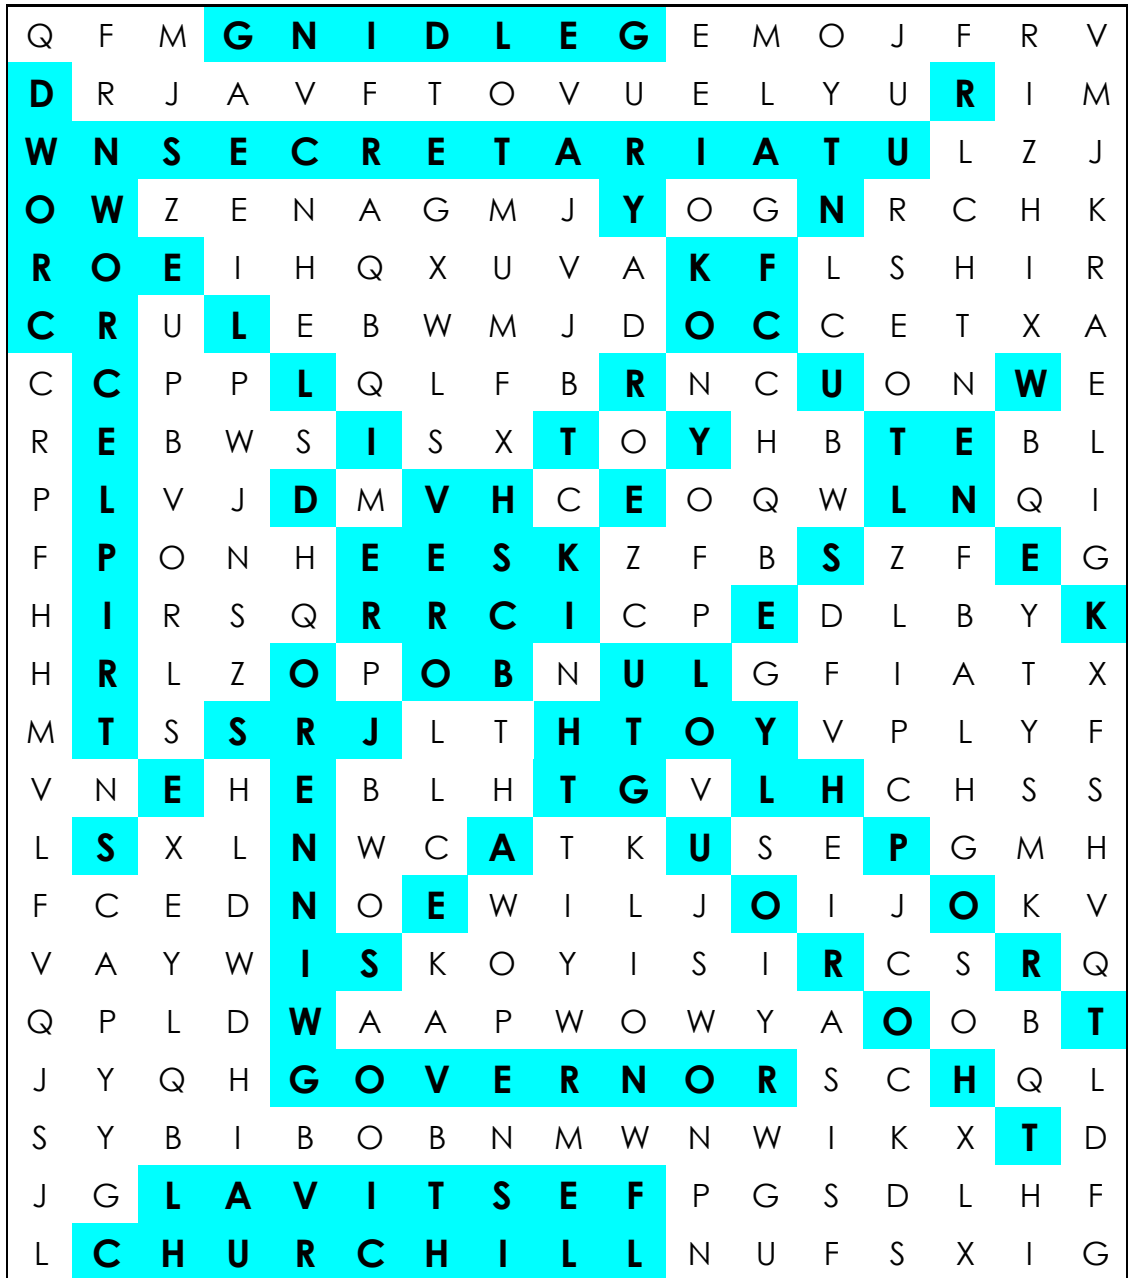 Q F M G N I D L E G E M O J F R V
D R J A V F T O V U E L Y U R I M
W N S E C R E T A R I A T U L Z J
O W Z E N A G M J Y O G N R C H K
R O E I H Q X U V A K F L S H I R
C R U L E B W M J D O C C E T X A
C C P P L Q L F B R N C U O N W E
R E B W S I S X T O Y H B T E B L
P L V J D M V H C E O Q W L N Q I
F P O N H E E S K Z F B S Z F E G
H I R S Q R R C I C P E D L B Y K
H R L Z O P O B N U L G F I A T X
M T S S R J L T H T O Y V P L Y F
V N E H E B L H T G V L H C H S S
L S X L N W C A T K U S E P G M H
F C E D N O E W I L J O I J O K V
V A Y W I S K O Y I S I R C S R Q
Q P L D W A A P W O W Y A O O B T
J Y Q H G O V E R N O R S C H Q L
S Y B I B O B N M W N W I K X T D
J G L A V I T S E F P G S D L H F
L C H U R C H I L L N U F S X I G